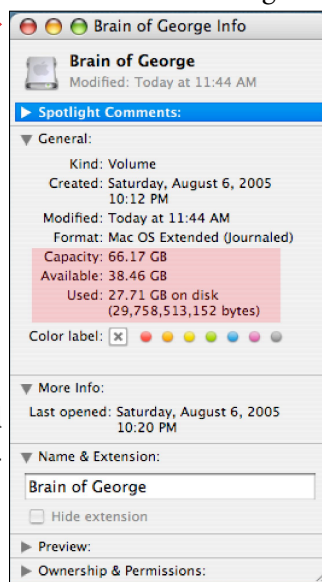 Brain of George Info
Brain of George
Modified: Today at 11:44 AM
Spotlight Comments:
General:
Kind: Volume
Created: Saturday, August 6, 2005
10:12 PM
Modified: Today at 11:44 AM
Format: Mac OS Extended (Journaled)
Capacity: 66.17 GB
Available: 38.46 GB
Used: 27.71 GB on disk
(29,758,513,152 bytes)
Color label:
More Info:
Last opened: Saturday, August 6, 2005
10:20 PM
Name & Extension:
Brain of George
Hide extension
Preview:
Ownership & Permissions: